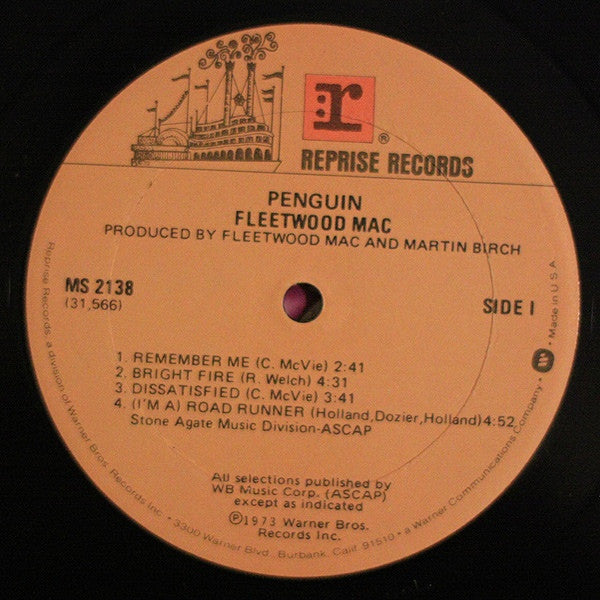 r®
REPRISE RECORDS
PENGUIN
FLEETWOOD MAC
PRODUCED BY FLEETWOOD MAC AND MARTIN BIRCH
MS 2138
(31,566)
SIDE I
1. REMEMBER ME (C. McVie) 2:41
2. BRIGHT FIRE (R. Welch) 4:31
3. DISSATISFIED (C. McVie) 3:41
4. (I'M A) ROAD RUNNER (Holland,Dozier,Holland)4:52
Stone Agate Music Division-ASCAP
All selections published by
WB Music Corp. (ASCAP)
except as indicated
Ⓟ1973 Warner Bros.
Records Inc.
Reprise Records, a division of Warner Bros. Records Inc. • 3300 Warner Blvd., Burbank, Calif. 91510 • a Warner Communications Company • • Made in U S A